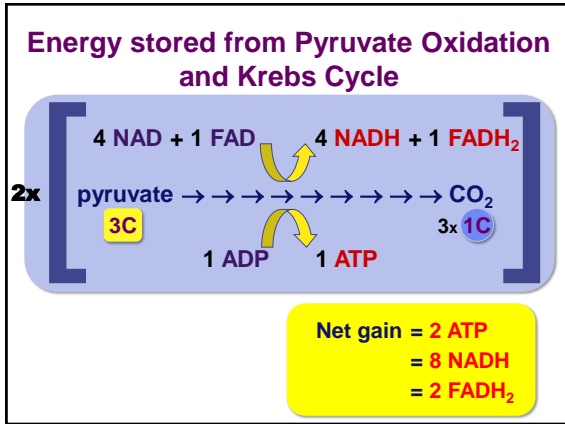 Energy stored from Pyruvate Oxidation
and Krebs Cycle
4 NAD + 1 FAD 4 NADH + 1 FADH₂
2x pyruvate → → → → → → → → → CO₂
3C 3x 1C
1 ADP 1 ATP
Net gain = 2 ATP
= 8 NADH
= 2 FADH₂